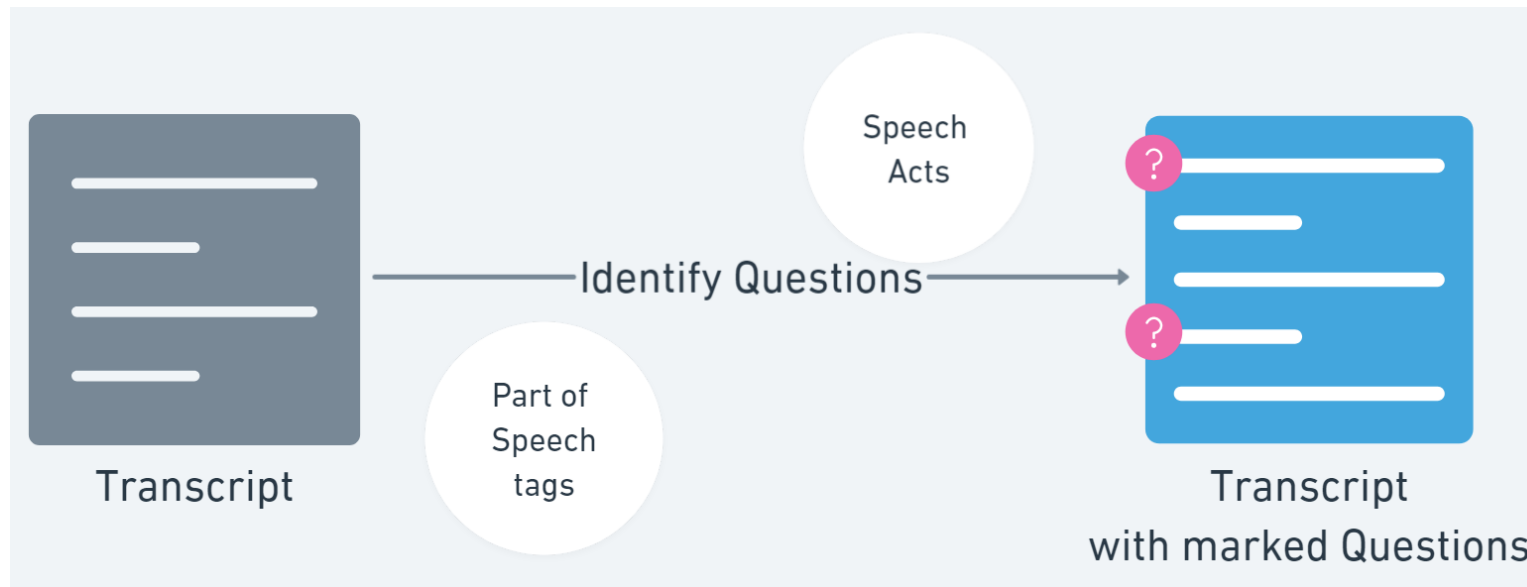 Speech
Acts
?
Identify Questions
?
Part of
Speech
tags
Transcript
Transcript
with marked Questions